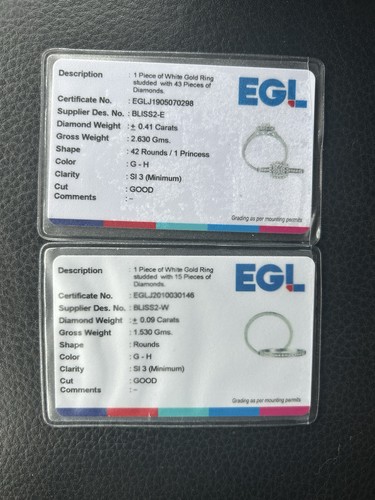 EGL
Description : 1 Piece of White Gold Ring
studded with 43 Pieces of
Diamonds.
Certificate No. : EGLJ1905070298
Supplier Des. No. : BLISS2-E
Diamond Weight : ± 0.41 Carats
Gross Weight : 2.630 Gms.
Shape : 42 Rounds / 1 Princess
Color : G - H
Clarity : SI 3 (Minimum)
Cut : GOOD
Comments : --
Grading as per mounting permits
EGL
Description : 1 Piece of White Gold Ring
studded with 15 Pieces of
Diamonds.
Certificate No. : EGLJ2010030146
Supplier Des. No. : BLISS2-W
Diamond Weight : ± 0.09 Carats
Gross Weight : 1.530 Gms.
Shape : Rounds
Color : G - H
Clarity : SI 3 (Minimum)
Cut : GOOD
Comments : --
Grading as per mounting permits